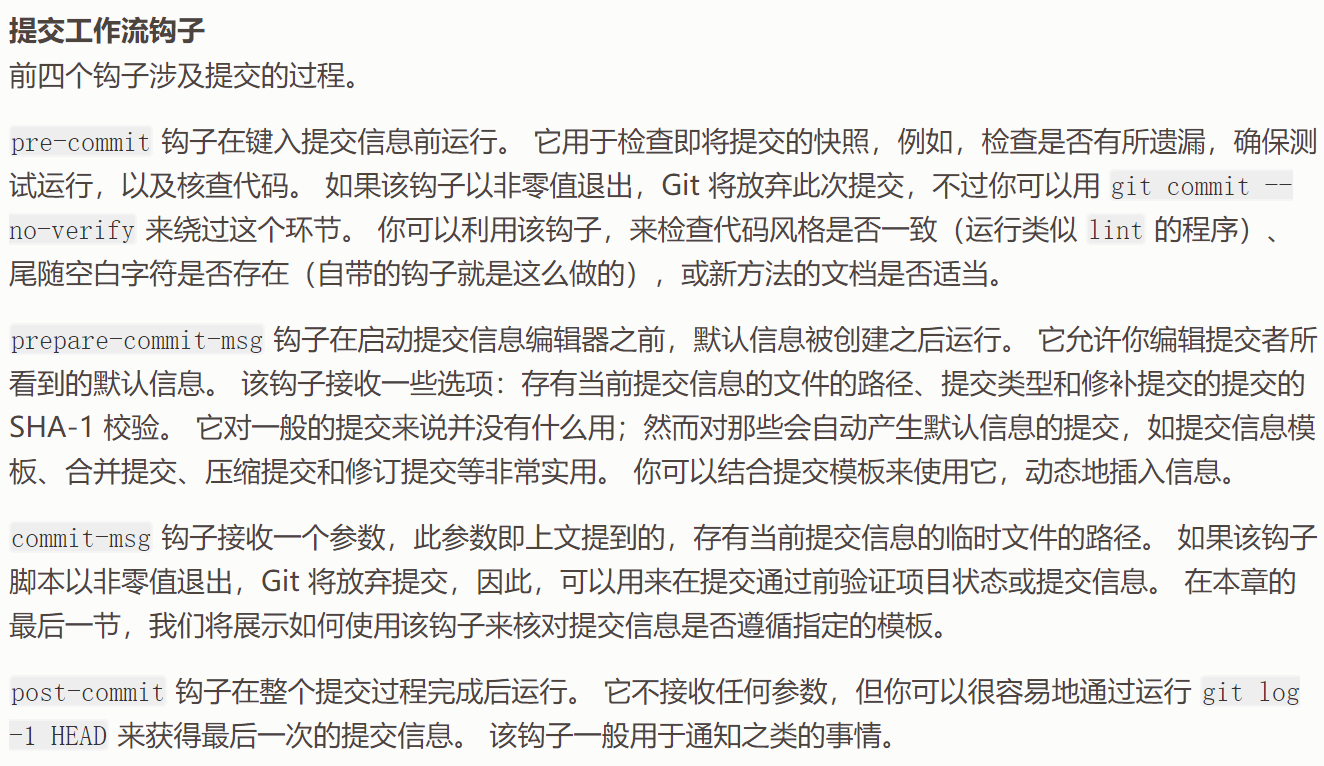 提交工作流钩子
前四个钩子涉及提交的过程。
pre-commit 钩子在键入提交信息前运行。 它用于检查即将提交的快照，例如，检查是否有所遗漏，确保测
试运行，以及核查代码。 如果该钩子以非零值退出，Git 将放弃此次提交，不过你可以用 git commit --
no-verify 来绕过这个环节。 你可以利用该钩子，来检查代码风格是否一致（运行类似 lint 的程序）、
尾随空白字符是否存在（自带的钩子就是这么做的），或新方法的文档是否适当。
prepare-commit-msg 钩子在启动提交信息编辑器之前，默认信息被创建之后运行。 它允许你编辑提交者所
看到的默认信息。 该钩子接收一些选项：存有当前提交信息的文件的路径、提交类型和修补提交的提交的
SHA-1 校验。 它对一般的提交来说并没有什么用；然而对那些会自动产生默认信息的提交，如提交信息模
板、合并提交、压缩提交和修订提交等非常实用。 你可以结合提交模板来使用它，动态地插入信息。
commit-msg 钩子接收一个参数，此参数即上文提到的，存有当前提交信息的临时文件的路径。 如果该钩子
脚本以非零值退出，Git 将放弃提交，因此，可以用来在提交通过前验证项目状态或提交信息。 在本章的
最后一节，我们将展示如何使用该钩子来核对提交信息是否遵循指定的模板。
post-commit 钩子在整个提交过程完成后运行。 它不接收任何参数，但你可以很容易地通过运行 git log
-1 HEAD 来获得最后一次的提交信息。 该钩子一般用于通知之类的事情。